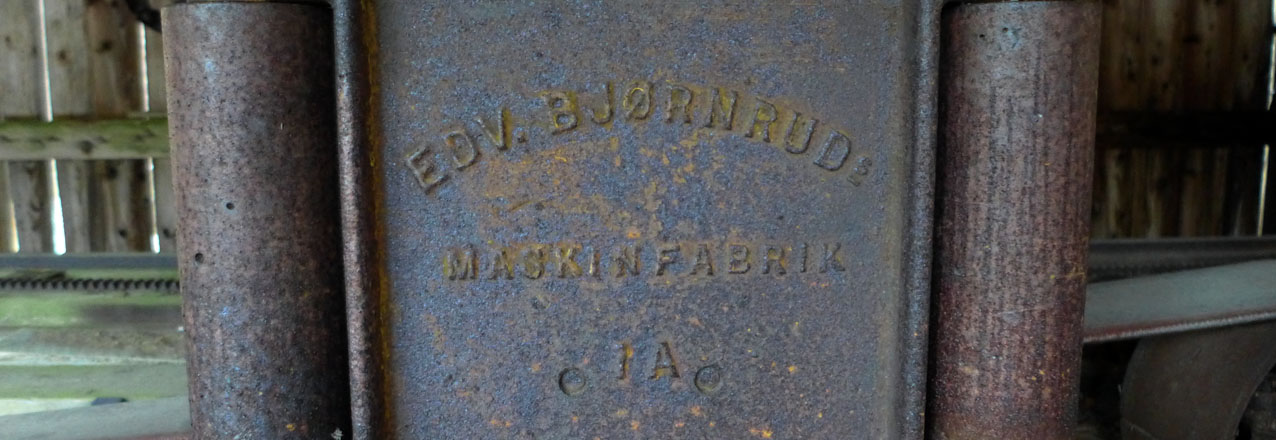 EDV. BJØRNRUDS
MASKINFABRIK
1A